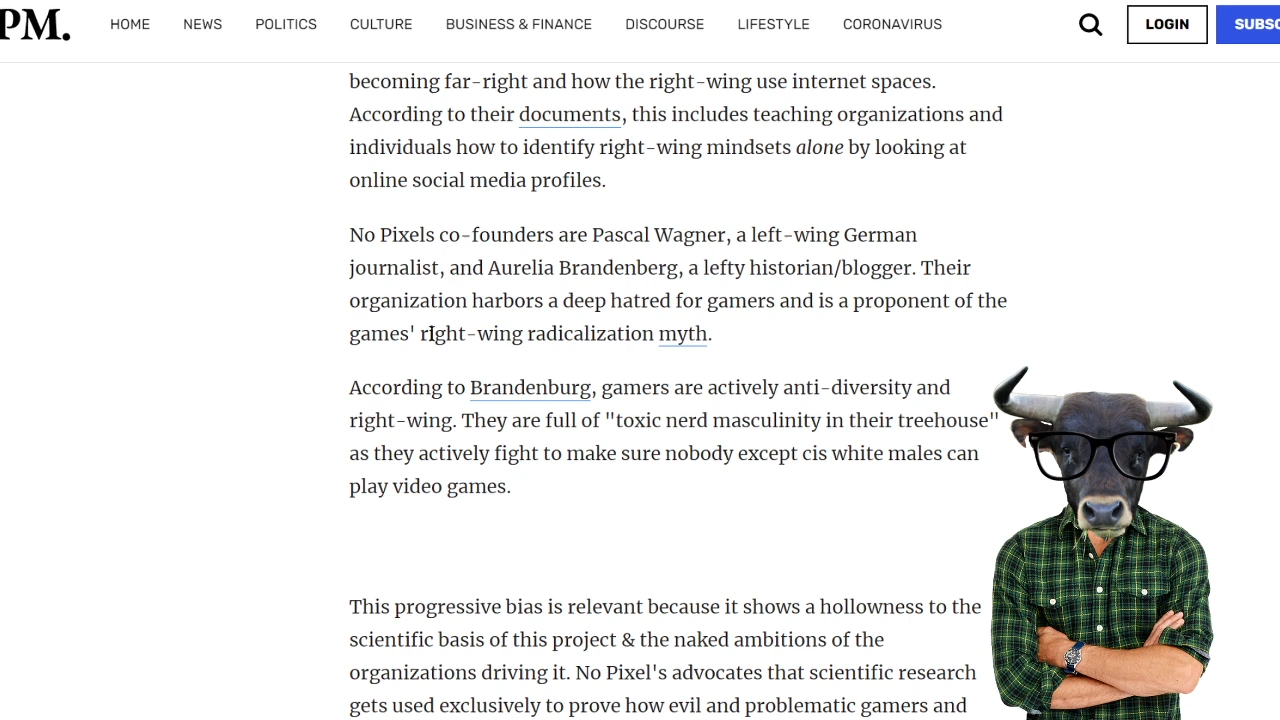 PM.
HOME NEWS POLITICS CULTURE BUSINESS & FINANCE DISCOURSE LIFESTYLE CORONAVIRUS LOGIN SUBSC
becoming far-right and how the right-wing use internet spaces.
According to their documents, this includes teaching organizations and
individuals how to identify right-wing mindsets alone by looking at
online social media profiles.
No Pixels co-founders are Pascal Wagner, a left-wing German
journalist, and Aurelia Brandenberg, a lefty historian/blogger. Their
organization harbors a deep hatred for gamers and is a proponent of the
games' right-wing radicalization myth.
According to Brandenburg, gamers are actively anti-diversity and
right-wing. They are full of "toxic nerd masculinity in their treehouse"
as they actively fight to make sure nobody except cis white males can
play video games.
This progressive bias is relevant because it shows a hollowness to the
scientific basis of this project & the naked ambitions of the
organizations driving it. No Pixel's advocates that scientific research
gets used exclusively to prove how evil and problematic gamers and